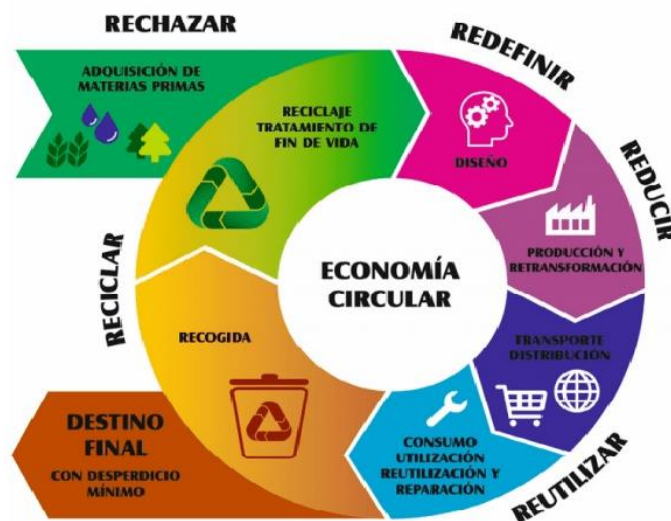 RECHAZAR
ADQUISICIÓN DE
MATERIAS PRIMAS
RECICLAJE
TRATAMIENTO DE
FIN DE VIDA
REDEFINIR
DISEÑO
REDUCIR
PRODUCCIÓN Y
RETRANSFORMACIÓN
ECONOMÍA
CIRCULAR
TRANSPORTE
DISTRIBUCIÓN
REUTILIZAR
CONSUMO
UTILIZACIÓN
REUTILIZACIÓN Y
REPARACIÓN
RECICLAR
RECOGIDA
DESTINO
FINAL
CON DESPERDICIO
MÍNIMO